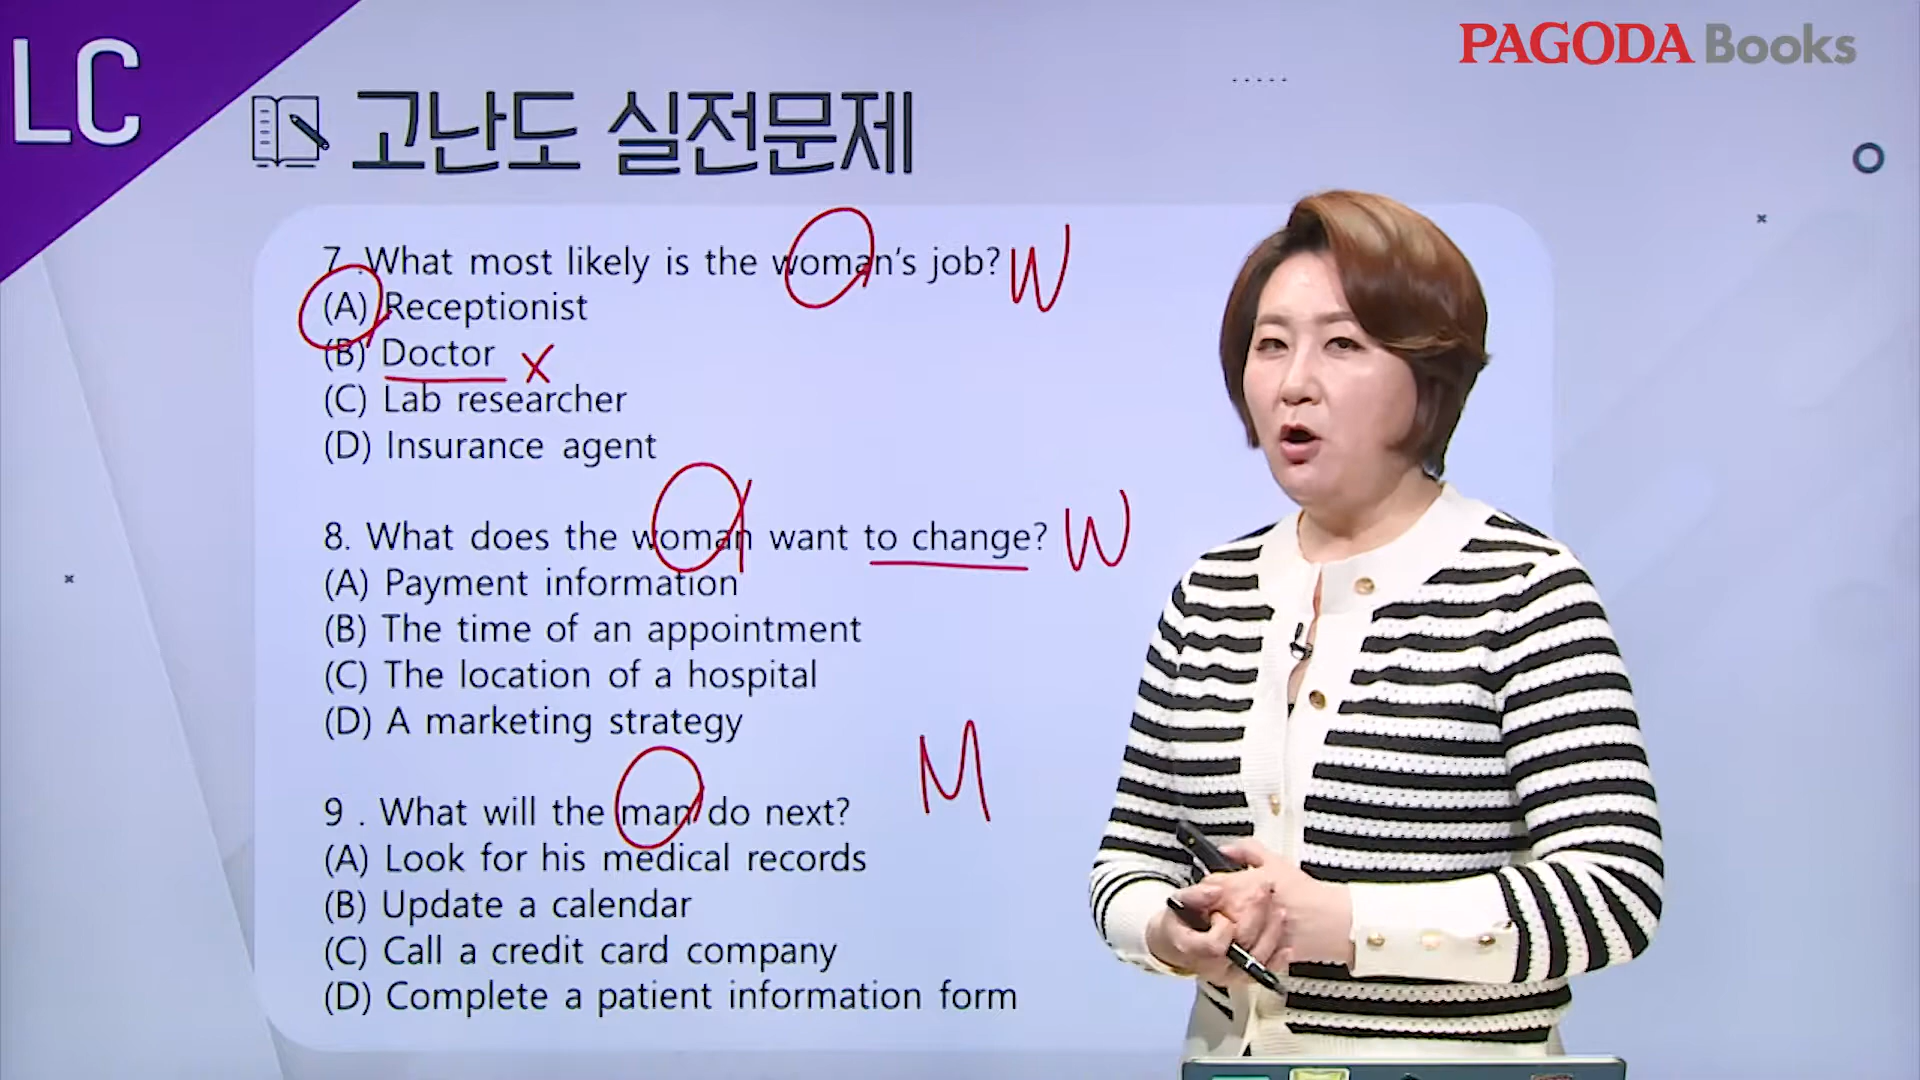 LC
PAGODA Books
고난도 실전문제
7 .What most likely is the woman's job? W
(A) Receptionist
(B) Doctor x
(C) Lab researcher
(D) Insurance agent
8. What does the woman want to change? W
(A) Payment information
(B) The time of an appointment
(C) The location of a hospital
(D) A marketing strategy
M
9 . What will the man do next?
(A) Look for his medical records
(B) Update a calendar
(C) Call a credit card company
(D) Complete a patient information form